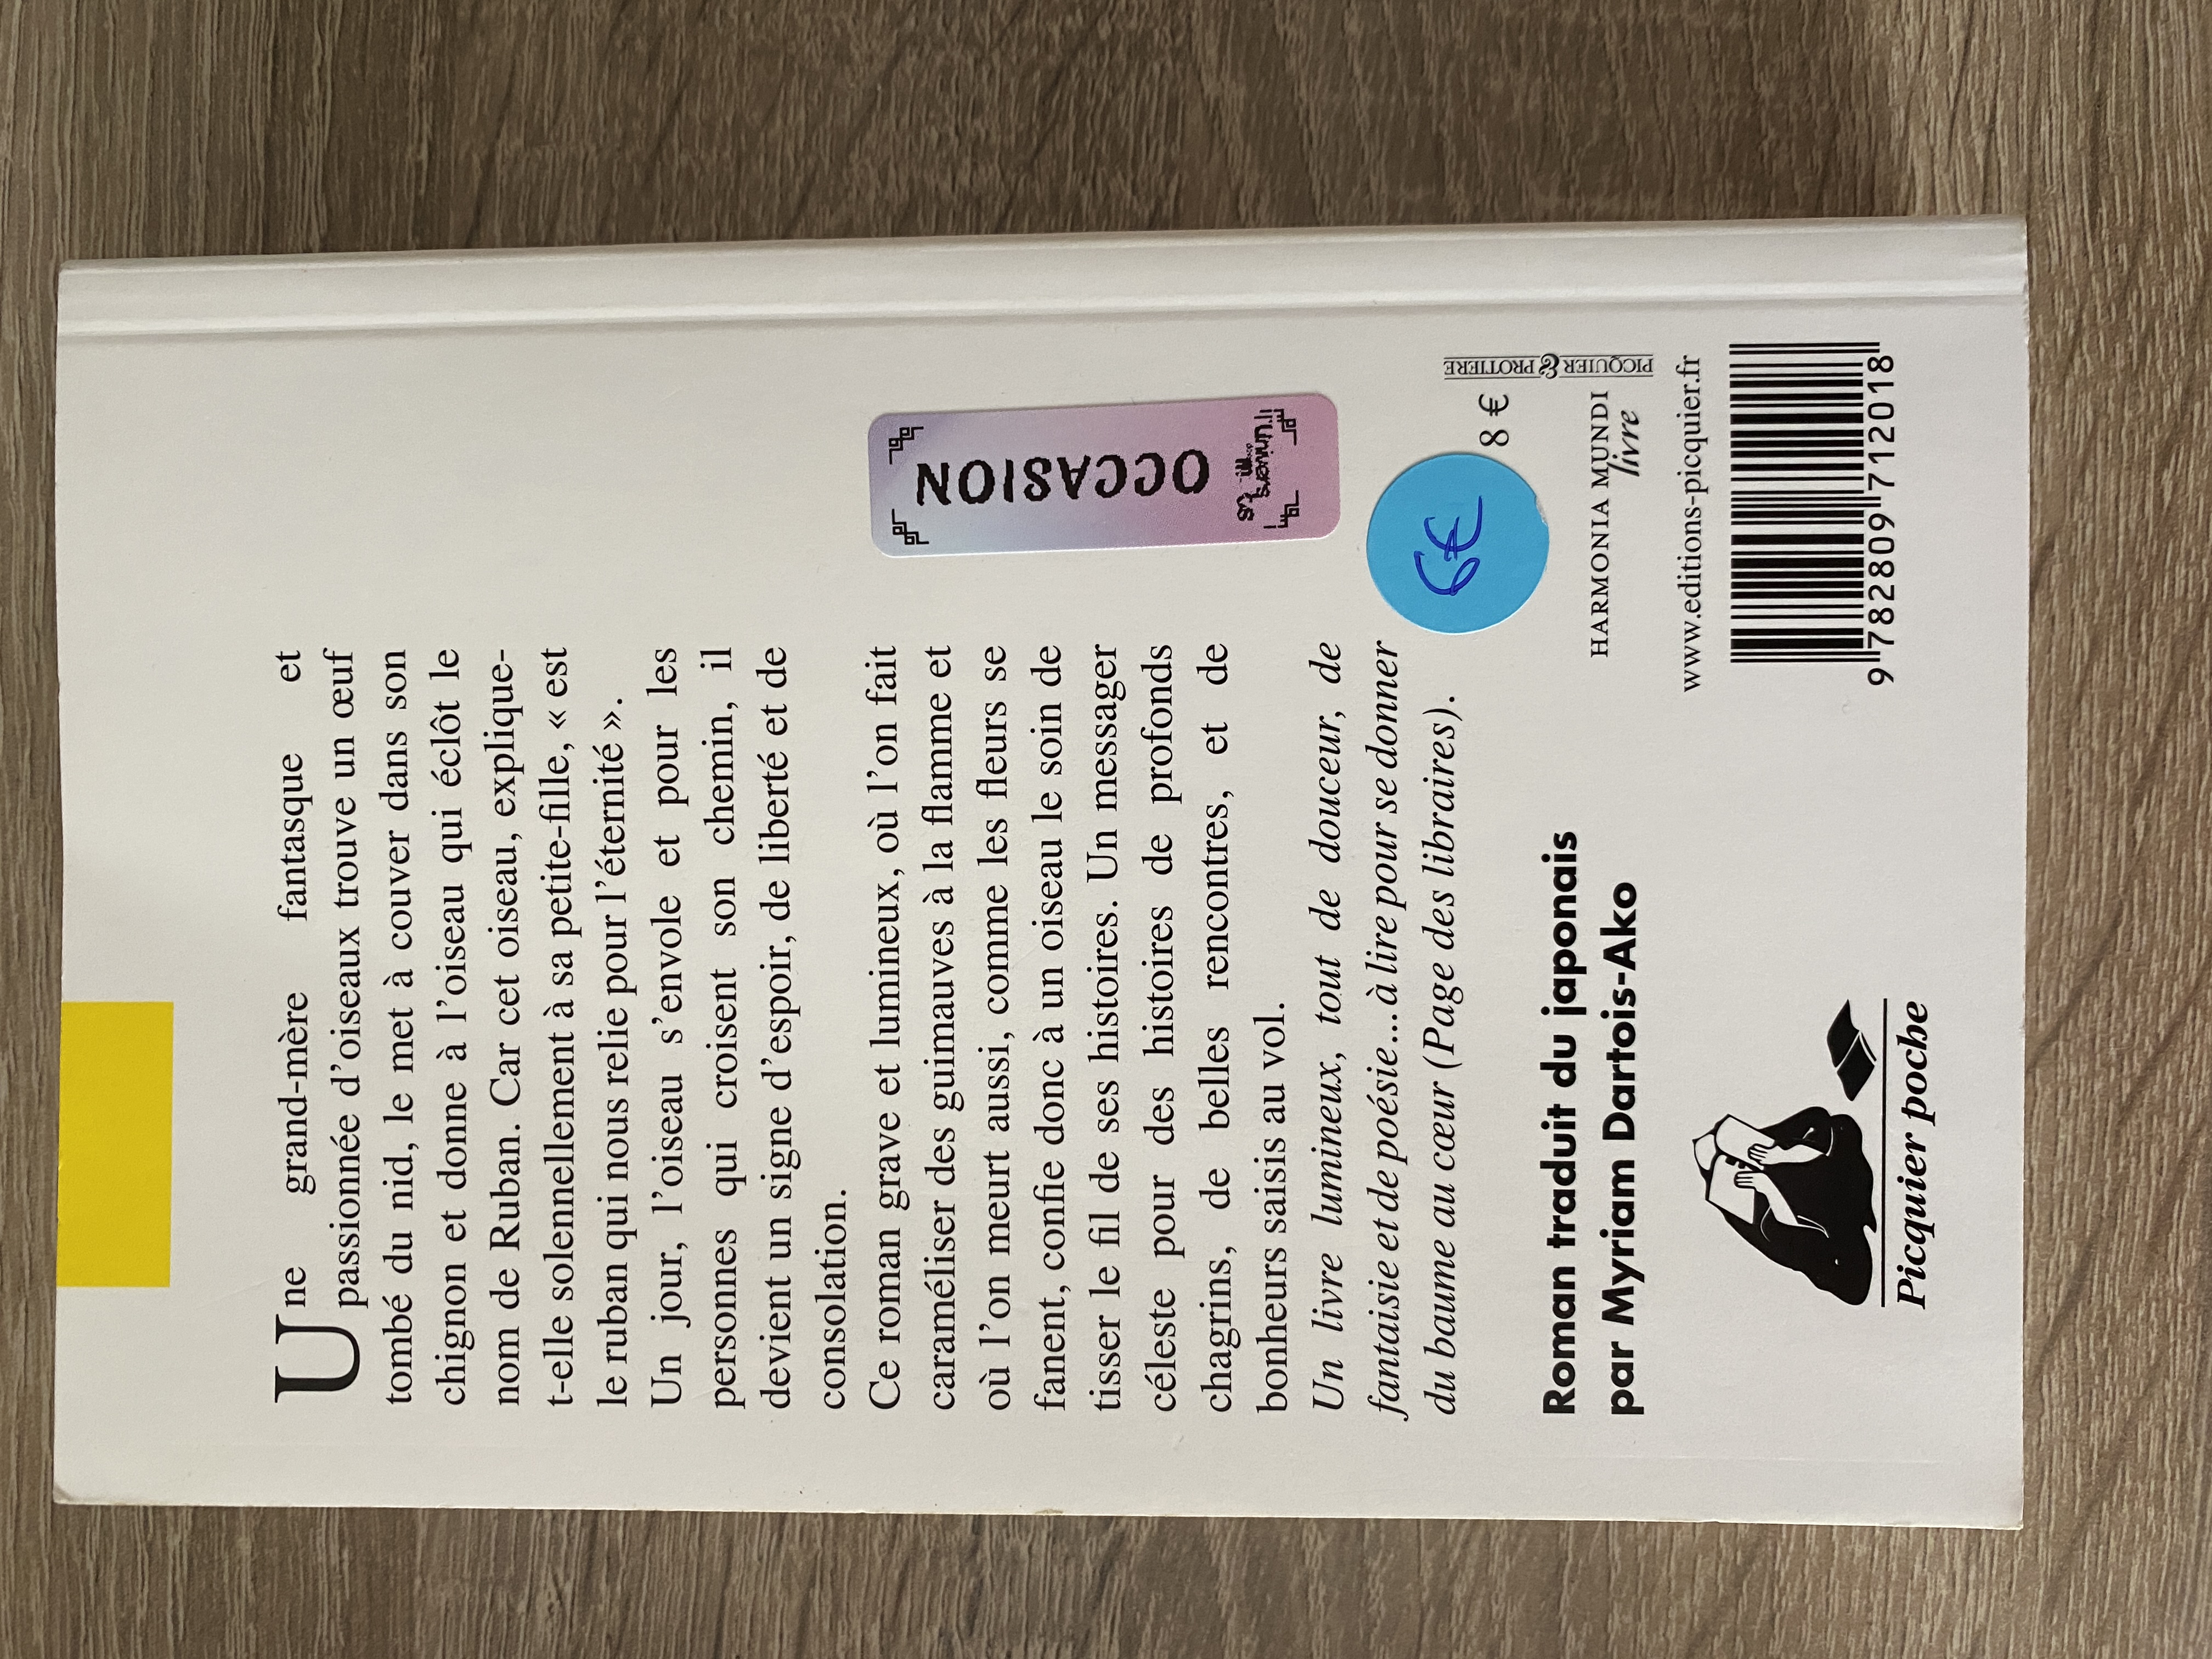 Une grand-mère fantasque et
passionnée d'oiseaux trouve un œuf
tombé du nid, le met à couver dans son
chignon et donne à l'oiseau qui éclôt le
nom de Ruban. Car cet oiseau, explique-
t-elle solennellement à sa petite-fille, « est
le ruban qui nous relie pour l'éternité ».
Un jour, l'oiseau s'envole et pour les
personnes qui croisent son chemin, il
devient un signe d'espoir, de liberté et de
consolation.
Ce roman grave et lumineux, où l'on fait
caraméliser des guimauves à la flamme et
où l'on meurt aussi, comme les fleurs se
fanent, confie donc à un oiseau le soin de
tisser le fil de ses histoires. Un messager
céleste pour des histoires de profonds
chagrins, de belles rencontres, et de
bonheurs saisis au vol.
Un livre lumineux, tout de douceur, de
fantaisie et de poésie... à lire pour se donner
du baume au cœur (Page des libraires).
OCCASION
l'Univers
6€
8 €
PICQUIER & PROTIERE
Roman traduit du japonais
par Myriam Dartois-Ako
HARMONIA MUNDI
livre
www.editions-picquier.fr
9 782809 712018
Picquier poche